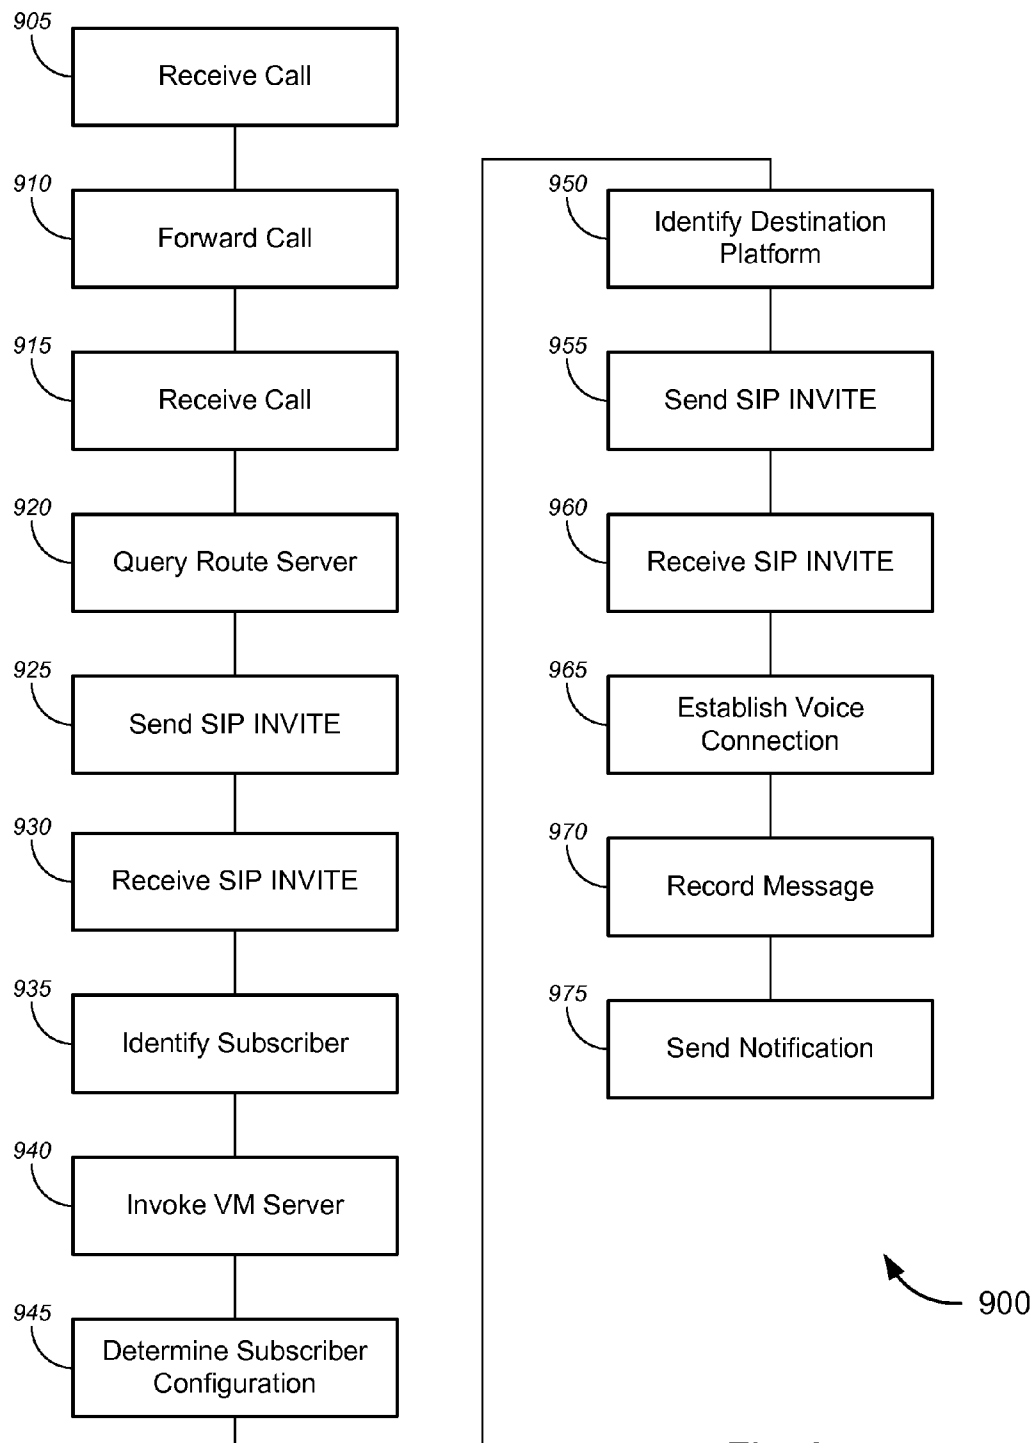 905
Receive Call
910
Forward Call
915
Receive Call
920
Query Route Server
925
Send SIP INVITE
930
Receive SIP INVITE
935
Identify Subscriber
940
Invoke VM Server
945
Determine Subscriber
Configuration
950
Identify Destination
Platform
955
Send SIP INVITE
960
Receive SIP INVITE
965
Establish Voice
Connection
970
Record Message
975
Send Notification
900